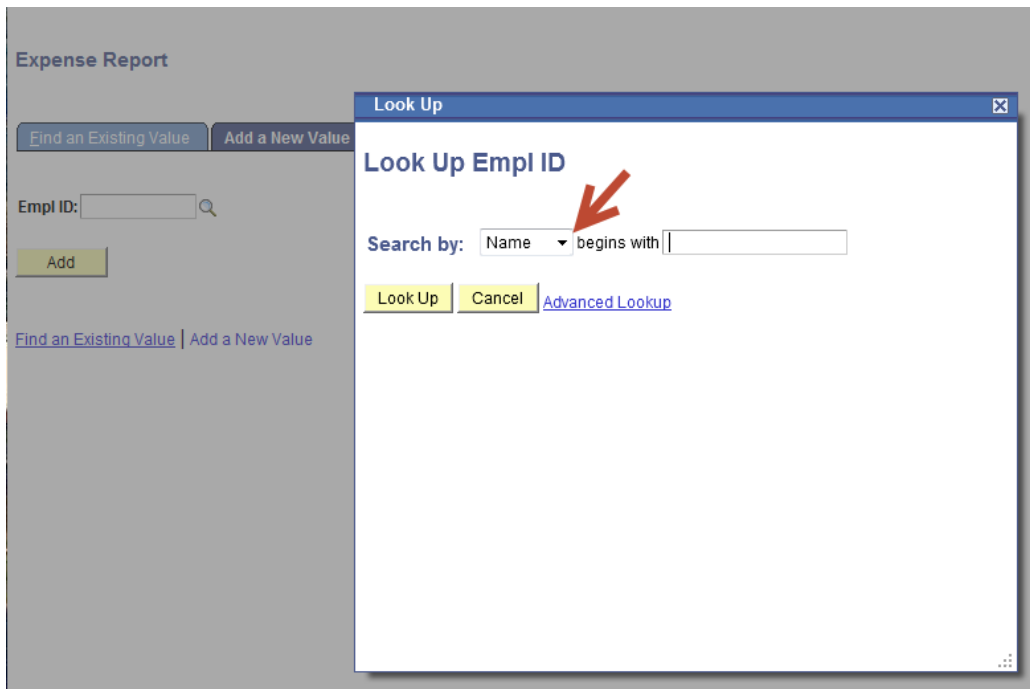 Expense Report
Find an Existing Value Add a New Value
Empl ID:
Add
Find an Existing Value | Add a New Value
Look Up
Look Up Empl ID
Search by: Name begins with
Look Up Cancel Advanced Lookup